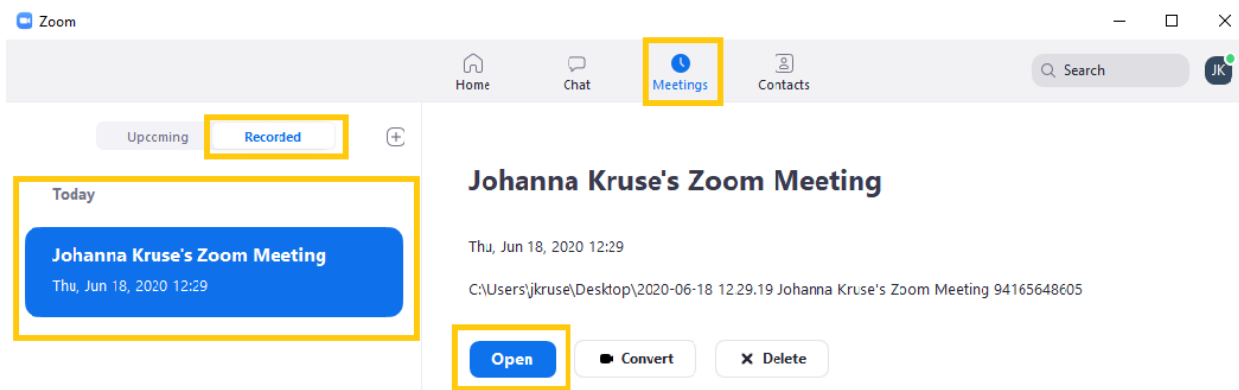 Zoom
Home Chat Meetings Contacts
Search
JK
Upcoming Recorded
Today
Johanna Kruse's Zoom Meeting
Thu, Jun 18, 2020 12:29
Johanna Kruse's Zoom Meeting
Thu, Jun 18, 2020 12:29
C:\Users\jkruse\Desktop\2020-06-18 12.29.19 Johanna Kruse's Zoom Meeting 94165648605
Open Convert Delete